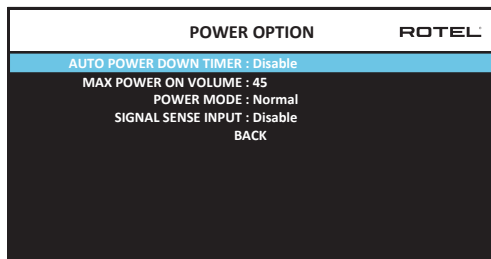 POWER OPTION ROTEL
AUTO POWER DOWN TIMER : Disable
MAX POWER ON VOLUME : 45
POWER MODE : Normal
SIGNAL SENSE INPUT : Disable
BACK